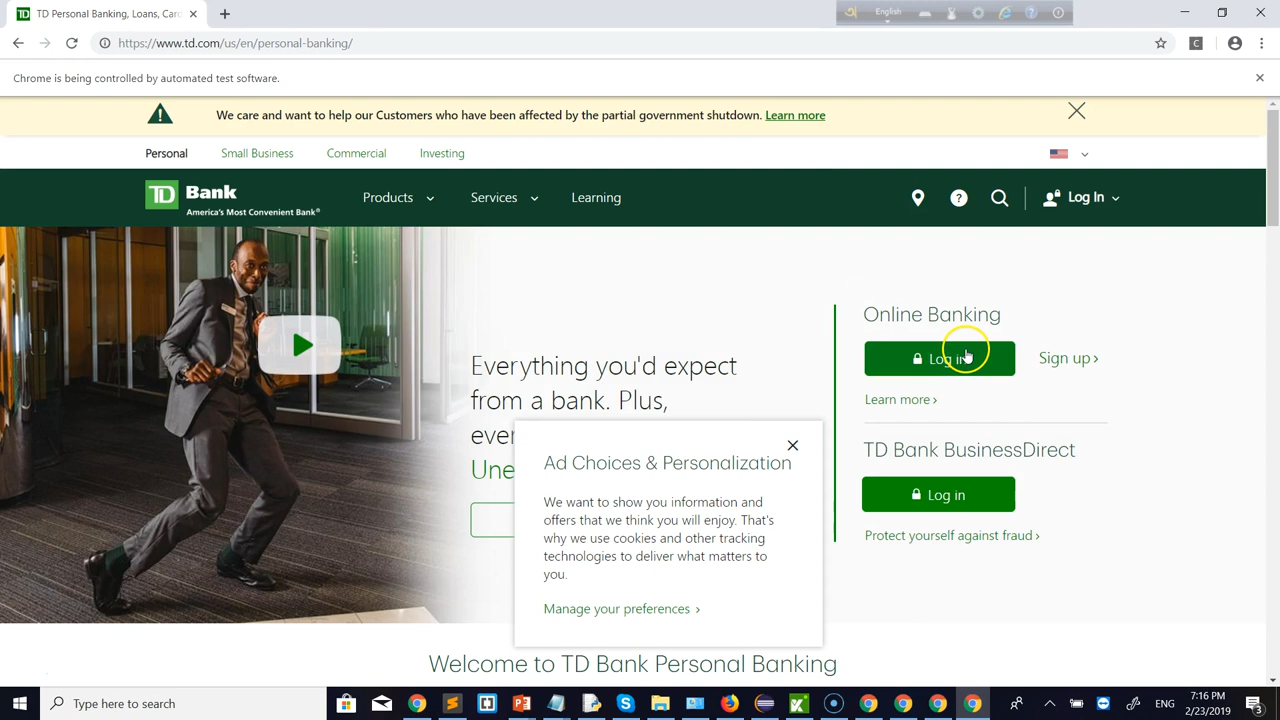 TD Personal Banking, Loans, Car
English
https://www.td.com/us/en/personal-banking/
C
Chrome is being controlled by automated test software.
We care and want to help our Customers who have been affected by the partial government shutdown. Learn more
Personal Small Business Commercial Investing
TD Bank
America's Most Convenient Bank®
Products Services Learning
? Log In
Online Banking
Log in Sign up ›
Learn more ›
TD Bank BusinessDirect
Log in
Protect yourself against fraud ›
Everything you'd expect
from a bank. Plus,
Une
Ad Choices & Personalization
We want to show you information and
offers that we think you will enjoy. That's
why we use cookies and other tracking
technologies to deliver what matters to
you.
Manage your preferences ›
Welcome to TD Bank Personal Banking
Type here to search
ENG
7:16 PM
2/23/2019
3